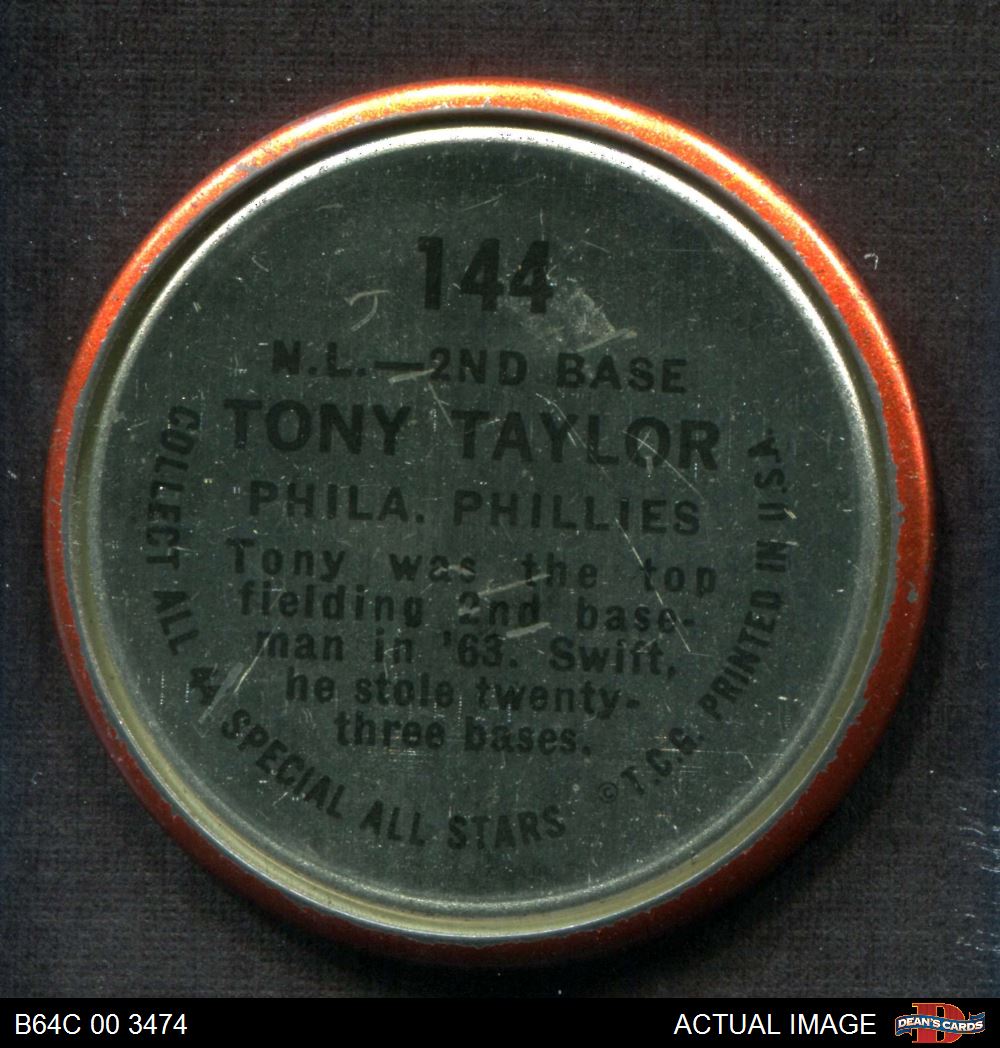 144
N.L.—2ND BASE
TONY TAYLOR
PHILA. PHILLIES
Tony was the top
fielding 2nd base-
man in '63. Swift,
he stole twenty-
three bases.
COLLECT ALL 44 SPECIAL ALL STARS
© T.C.G. PRINTED IN U.S.A.
B64C 00 3474
ACTUAL IMAGE
D
DEAN'S CARDS